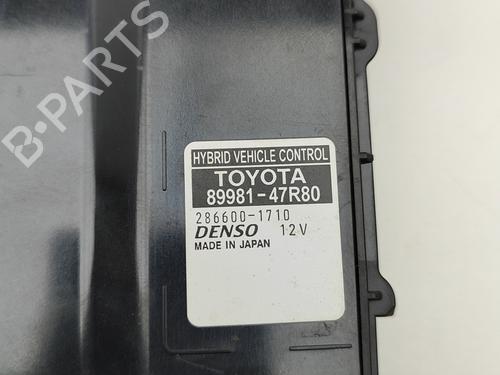 B-PARTS
HYBRID VEHICLE CONTROL
TOYOTA
89981-47R80
286600-1710
DENSO 12V
MADE IN JAPAN